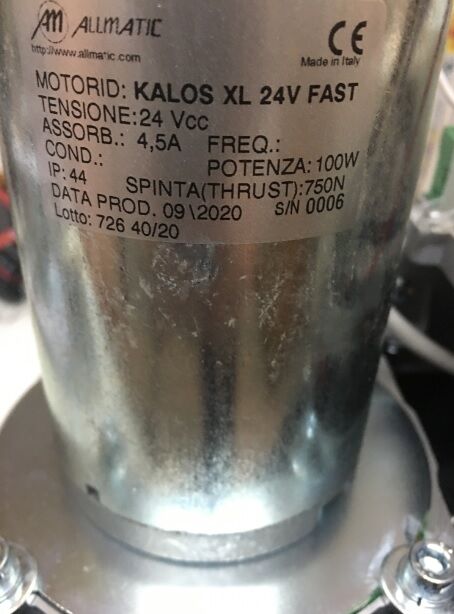 AM ALLMATIC
http://www.allmatic.com
CE
Made in Italy
MOTORID: KALOS XL 24V FAST
TENSIONE: 24 Vcc
ASSORB.: 4,5A FREQ.:
COND.: POTENZA: 100W
IP: 44 SPINTA(THRUST): 750N
DATA PROD. 09\2020 S/N 0006
Lotto: 726 40/20